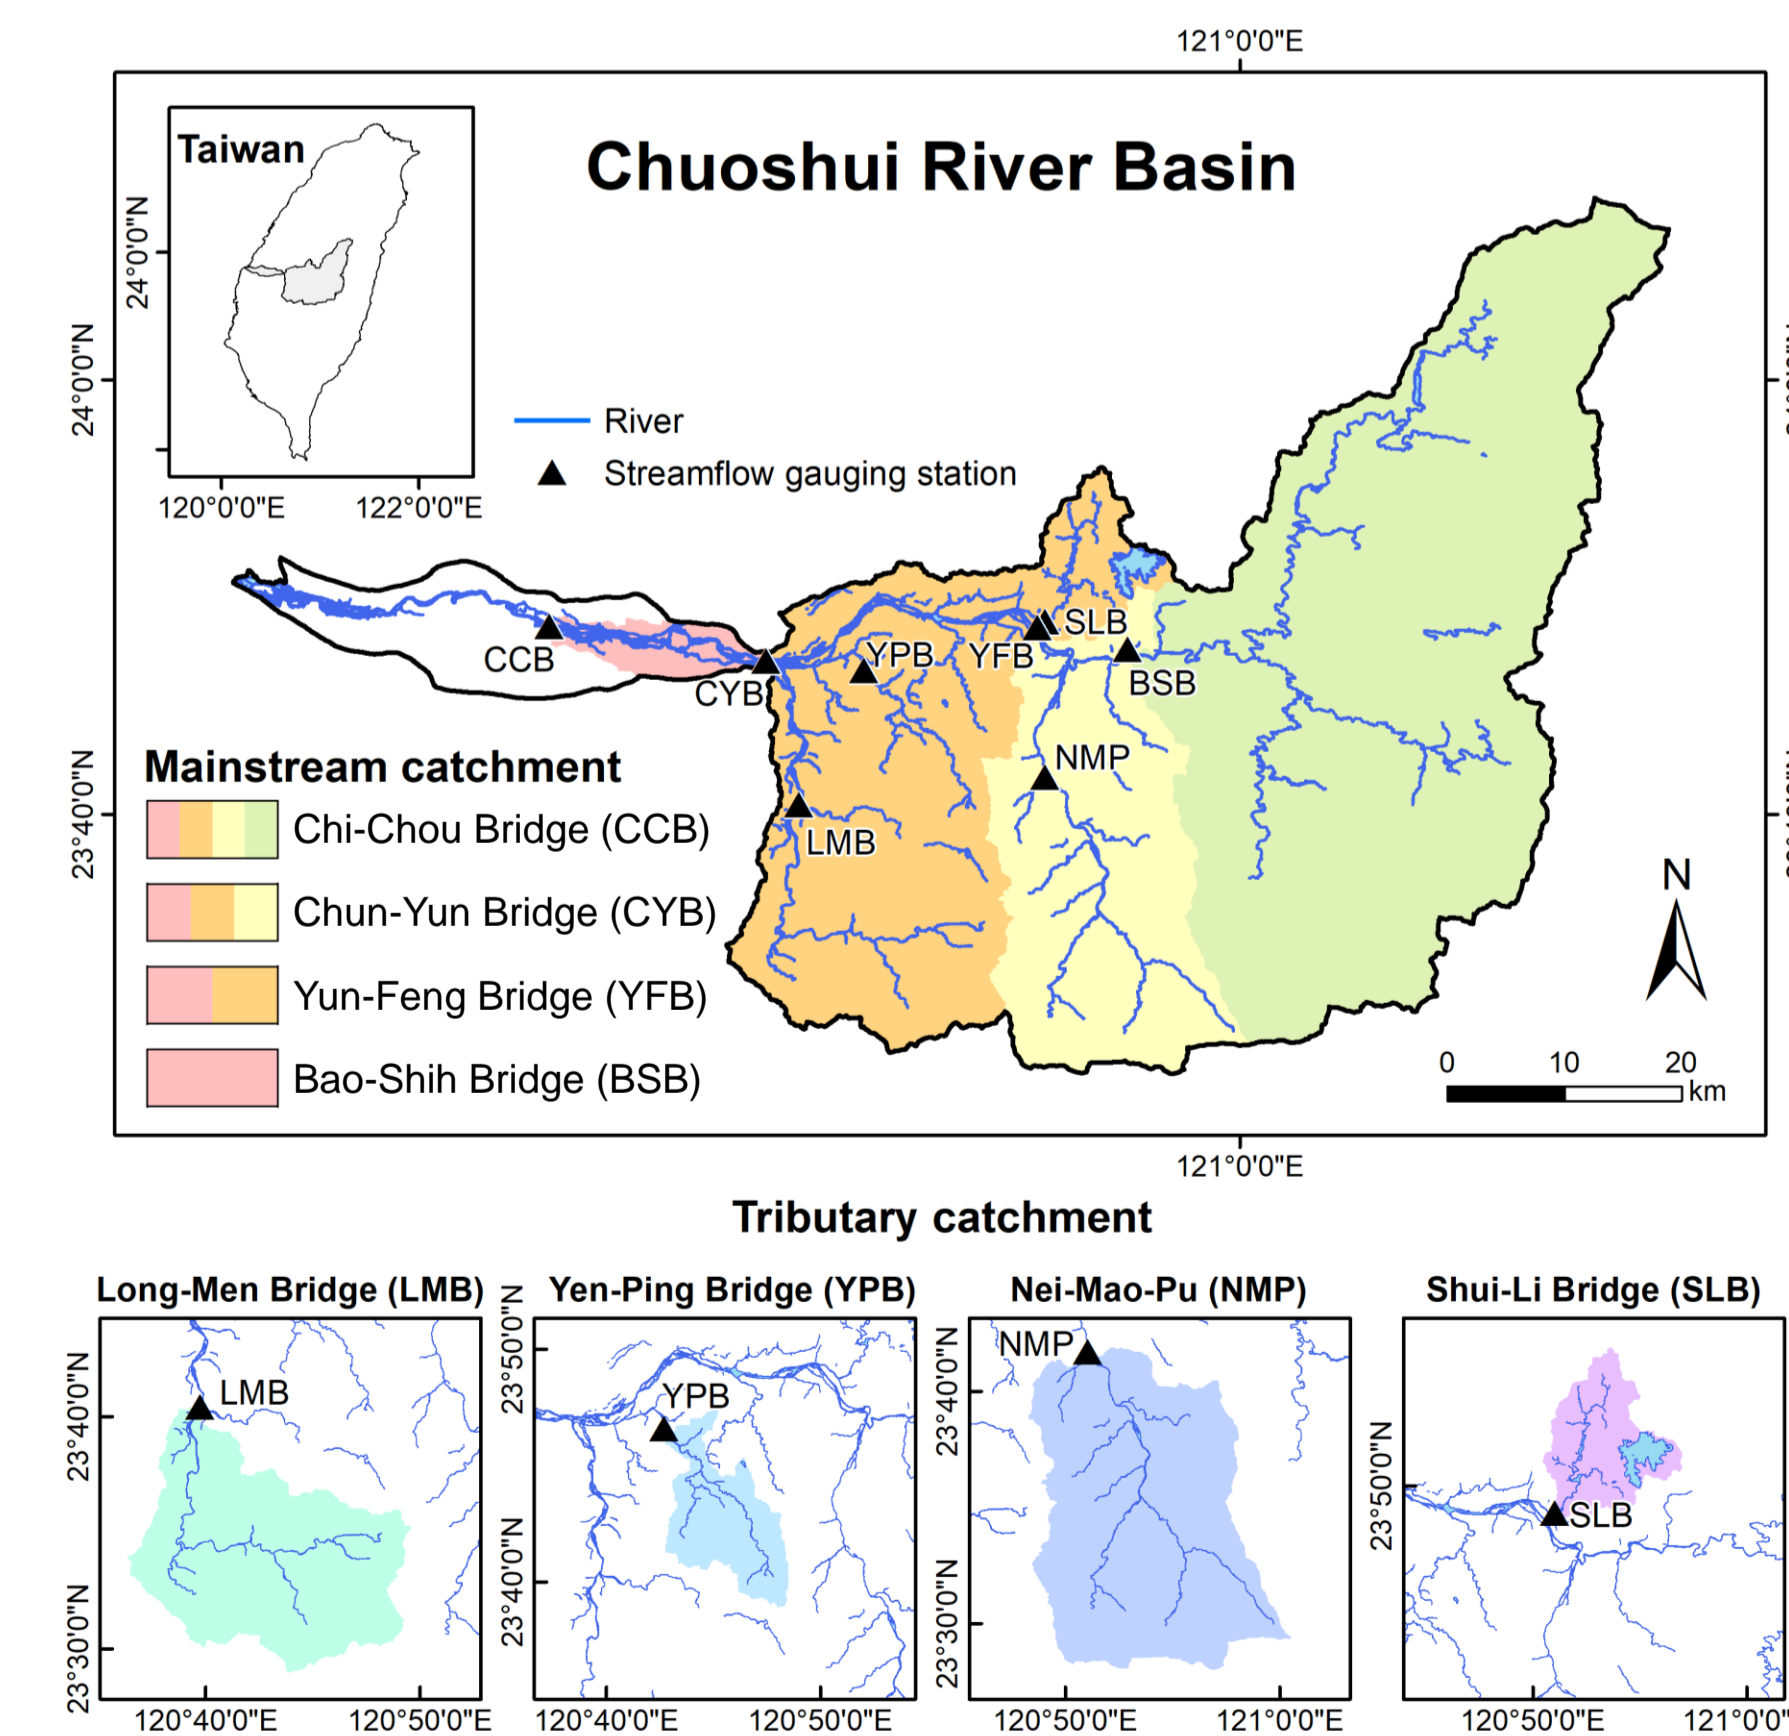 121°0'0"E
Taiwan
Chuoshui River Basin
24°0'0"N
120°0'0"E
122°0'0"E
24°0'0"N
River
Streamflow gauging station
SLB
CCB
YPB
YFB
CYB
BSB
NMP
LMB
23°40'0"N
Mainstream catchment
Chi-Chou Bridge (CCB)
Chun-Yun Bridge (CYB)
Yun-Feng Bridge (YFB)
Bao-Shih Bridge (BSB)
N
0 10 20
km
121°0'0"E
Tributary catchment
Long-Men Bridge (LMB)
LMB
23°40'0"N
23°30'0"N
120°40'0"E
120°50'0"E
Yen-Ping Bridge (YPB)
YPB
23°50'0"N
23°40'0"N
120°40'0"E
120°50'0"E
Nei-Mao-Pu (NMP)
NMP
23°40'0"N
23°30'0"N
120°50'0"E
121°0'0"E
Shui-Li Bridge (SLB)
SLB
23°50'0"N
120°50'0"E
121°0'0"E